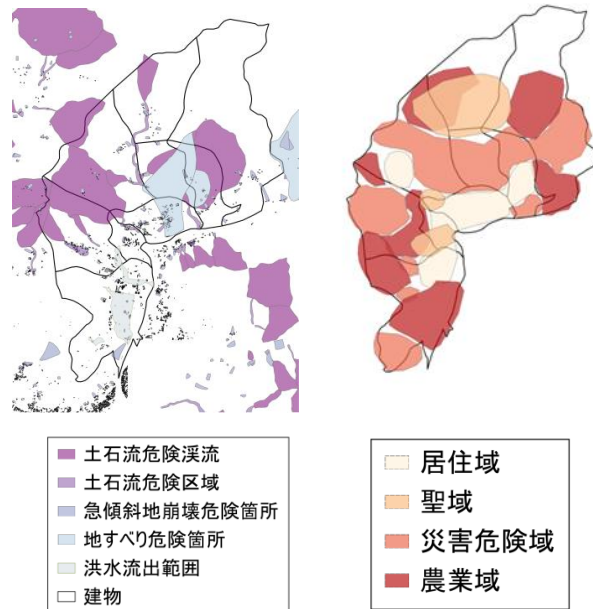 土石流危険渓流
土石流危険区域
急傾斜地崩壊危険箇所
地すべり危険箇所
洪水流出範囲
建物
居住域
聖域
災害危険域
農業域